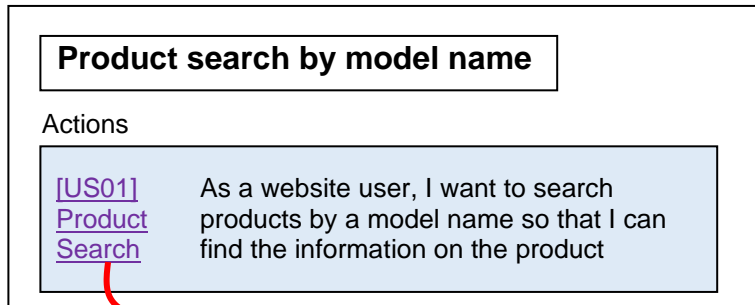 Product search by model name
Actions
[US01] As a website user, I want to search
Product products by a model name so that I can
Search find the information on the product